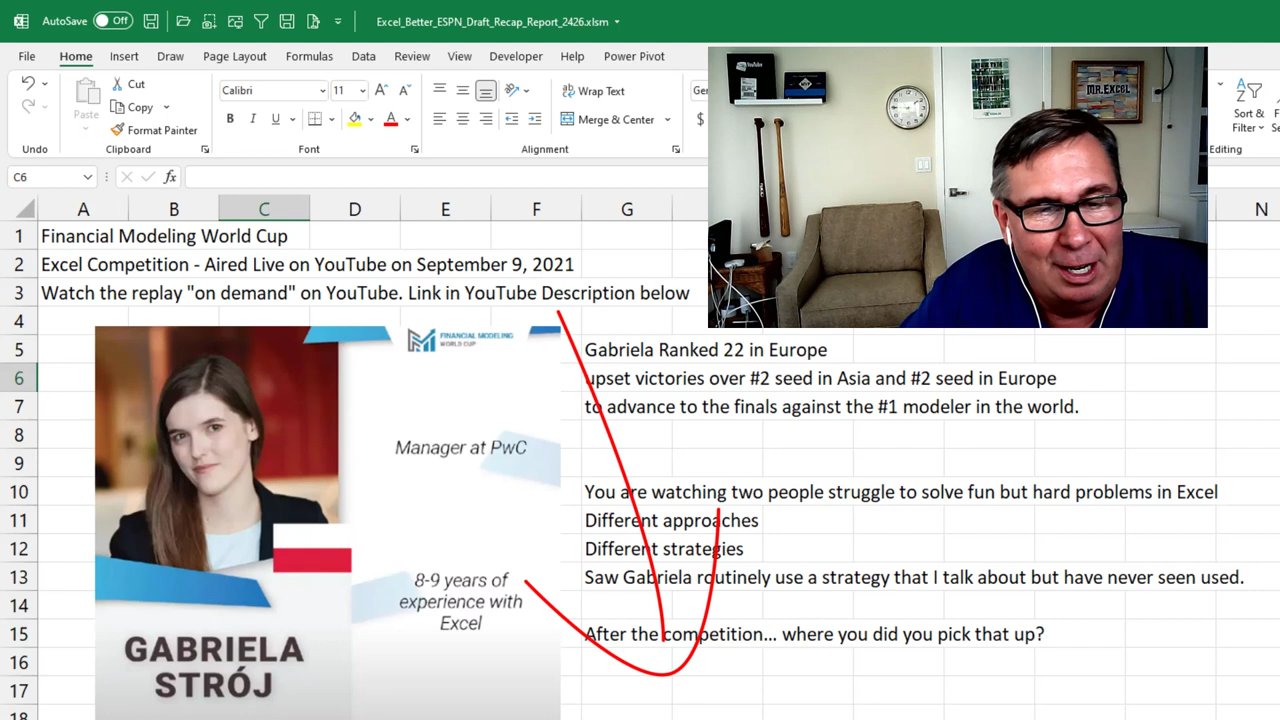 AutoSave Off
Excel_Better_ESPN_Draft_Recap_Report_2426.xlsm
File Home Insert Draw Page Layout Formulas Data Review View Developer Help Power Pivot
Cut
Copy
Format Painter
Paste
Calibri 11
B I U
Wrap Text
Merge & Center
Ger
$
Sort &
Filter
Undo Clipboard Font Alignment Editing
MR.EXCEL
C6
fx
A B C D E F G N
1 Financial Modeling World Cup
2 Excel Competition - Aired Live on YouTube on September 9, 2021
3 Watch the replay "on demand" on YouTube. Link in YouTube Description below
4
FINANCIAL MODELING
WORLD CUP
5 Gabriela Ranked 22 in Europe
6 upset victories over #2 seed in Asia and #2 seed in Europe
7 to advance to the finals against the #1 modeler in the world.
8
Manager at PwC
9
10 You are watching two people struggle to solve fun but hard problems in Excel
11 Different approaches
12 Different strategies
13 Saw Gabriela routinely use a strategy that I talk about but have never seen used.
8-9 years of
experience with
Excel
14
15 After the competition... where you did you pick that up?
GABRIELA
STRÓJ
16
17
18